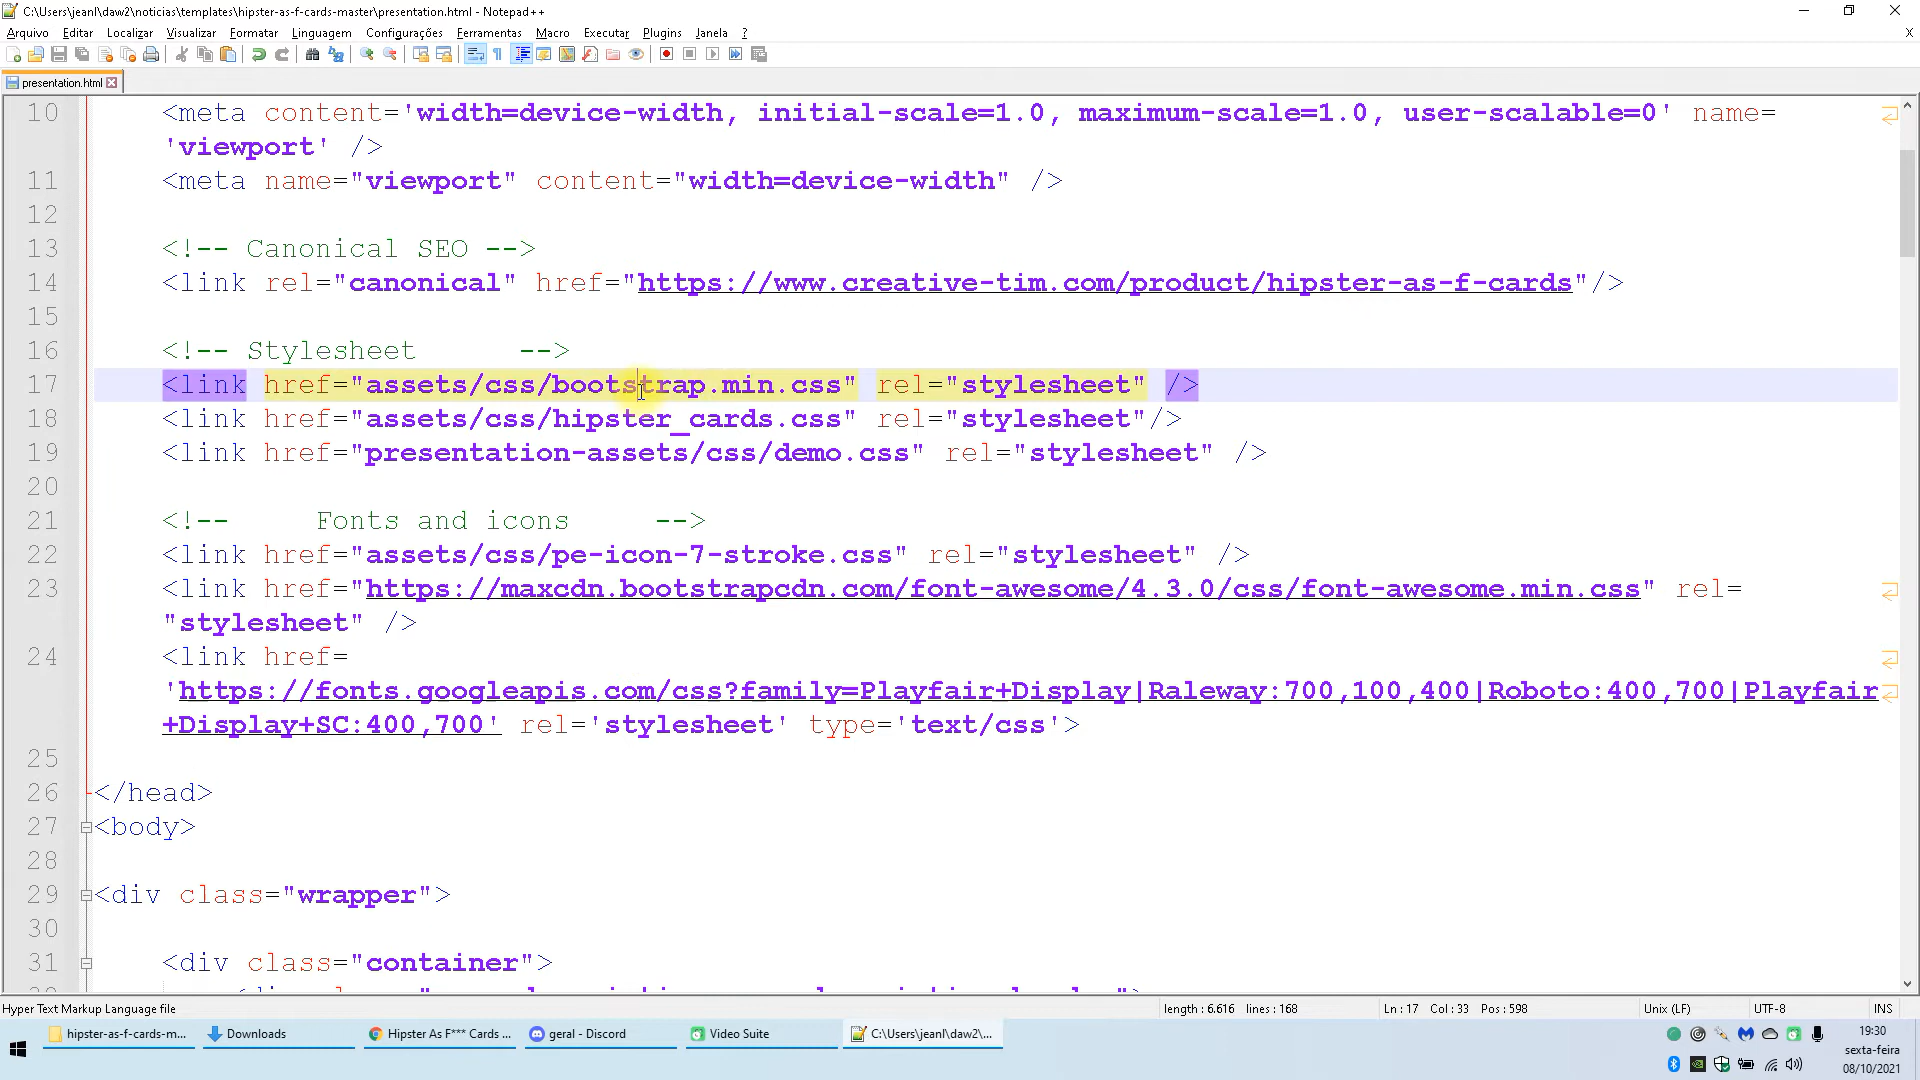 C:\Users\jeanl\daw2\noticias\templates\hipster-as-f-cards-master\presentation.html - Notepad++
Arquivo Editar Localizar Visualizar Formatar Linguagem Configurações Ferramentas Macro Executar Plugins Janela ? X
presentation.html
10 <meta content='width=device-width, initial-scale=1.0, maximum-scale=1.0, user-scalable=0' name=
'viewport' />
11 <meta name="viewport" content="width=device-width" />
12
13 <!-- Canonical SEO -->
14 <link rel="canonical" href="https://www.creative-tim.com/product/hipster-as-f-cards"/>
15
16 <!-- Stylesheet -->
17 <link href="assets/css/bootstrap.min.css" rel="stylesheet" />
18 <link href="assets/css/hipster_cards.css" rel="stylesheet"/>
19 <link href="presentation-assets/css/demo.css" rel="stylesheet" />
20
21 <!-- Fonts and icons -->
22 <link href="assets/css/pe-icon-7-stroke.css" rel="stylesheet" />
23 <link href="https://maxcdn.bootstrapcdn.com/font-awesome/4.3.0/css/font-awesome.min.css" rel=
"stylesheet" />
24 <link href=
'https://fonts.googleapis.com/css?family=Playfair+Display|Raleway:700,100,400|Roboto:400,700|Playfair
+Display+SC:400,700' rel='stylesheet' type='text/css'>
25
26 </head>
27 <body>
28
29 <div class="wrapper">
30
31 <div class="container">
Hyper Text Markup Language file length : 6.616 lines : 168 Ln : 17 Col : 33 Pos : 598 Unix (LF) UTF-8 INS
hipster-as-f-cards-m... Downloads Hipster As F*** Cards ... geral - Discord Video Suite C:\Users\jeanl\daw2\...
19:30
sexta-feira
08/10/2021